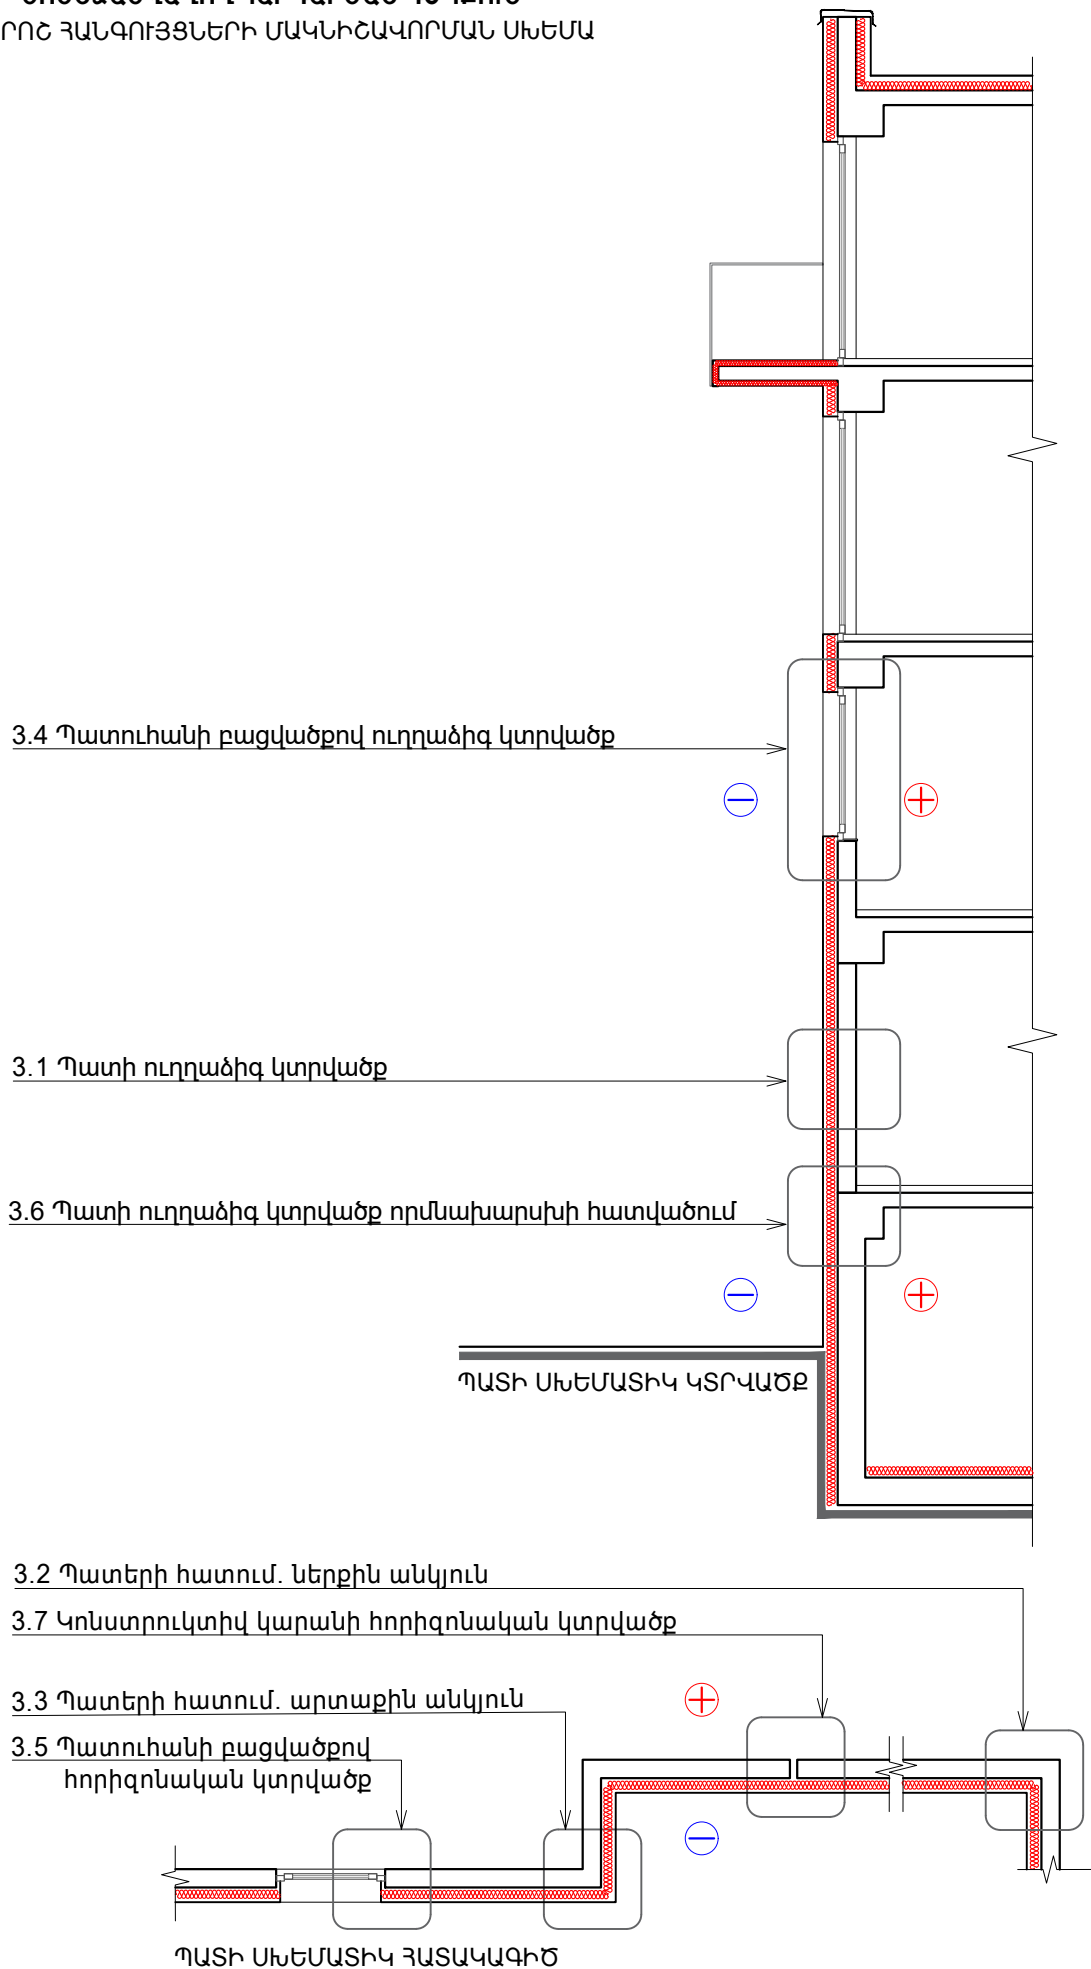 ՐՈՇ ՀԱՆԳՈՒՅՑՆԵՐԻ ՄԱԿՆԻՇԱՎՈՐՄԱՆ ՍԽԵՄԱ
3.4 Պատուհանի բացվածքով ուղղաձիգ կտրվածք
3.1 Պատի ուղղաձիգ կտրվածք
3.6 Պատի ուղղաձիգ կտրվածք որմնախարսխի հատվածում
ՊԱՏԻ ՍԽԵՄԱՏԻԿ ԿՏՐՎԱԾՔ
3.2 Պատերի հատում. ներքին անկյուն
3.7 Կոնստրուկտիվ կարանի հորիզոնական կտրվածք
3.3 Պատերի հատում. արտաքին անկյուն
3.5 Պատուհանի բացվածքով
հորիզոնական կտրվածք
ՊԱՏԻ ՍԽԵՄԱՏԻԿ ՀԱՏԱԿԱԳԻԾ